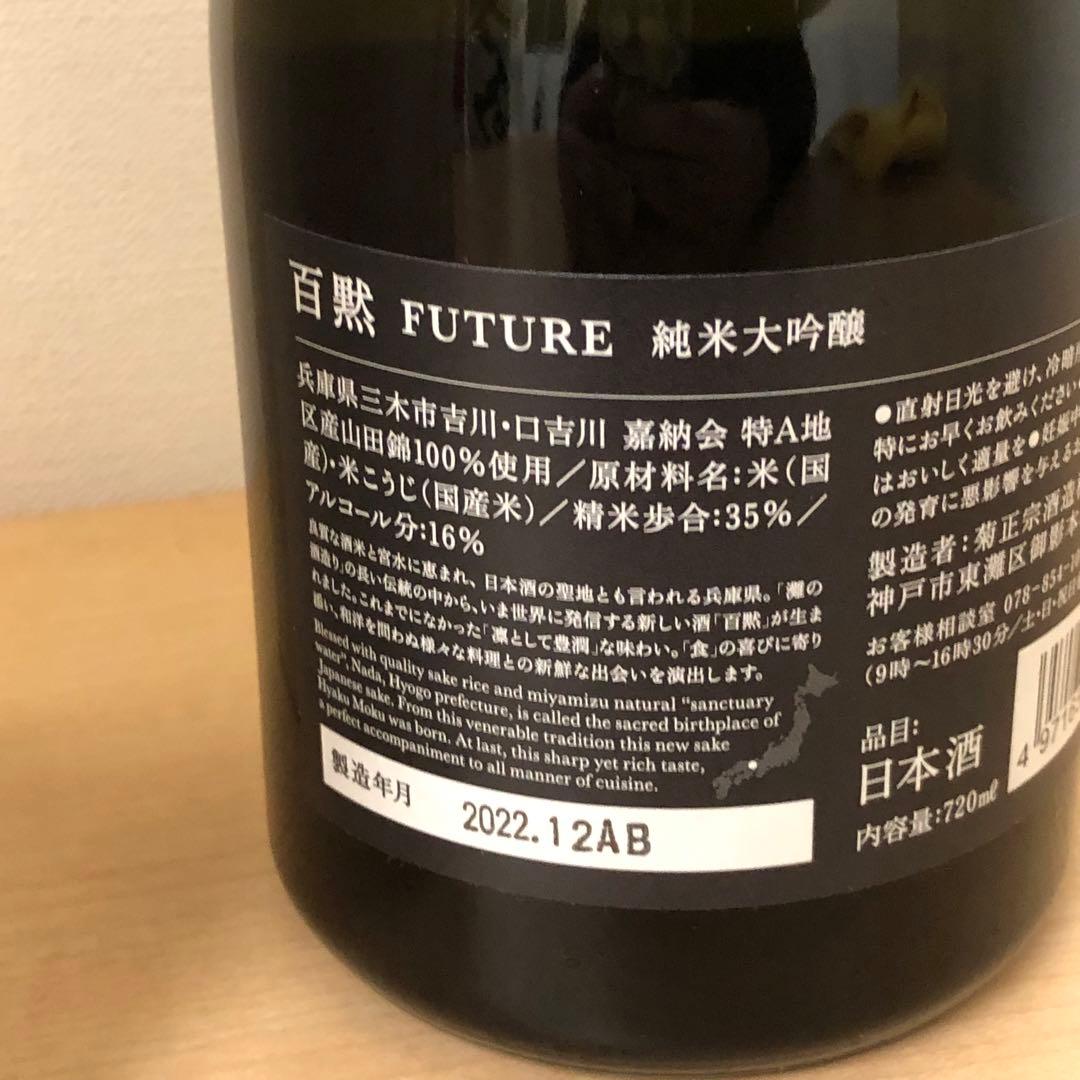 百黙 FUTURE 純米大吟醸
兵庫県三木市吉川・口吉川 嘉納会 特A地
区産山田錦100%使用／原材料名：米（国
産）・米こうじ（国産米）／精米歩合：35%／
アルコール分：16%
良質な酒米と宮水に恵まれ、日本酒の聖地とも言われる兵庫県。「灘の
酒造り」の長い伝統の中から、いま世界に発信する新しい酒「百黙」が生ま
れました。これまでになかった「凛として豊潤」な味わい。「食」の喜びに寄り
添い、和洋を問わぬ様々な料理との新鮮な出会いを演出します。
Blessed with quality sake rice and miyamizu natural "sanctuary
water", Nada, Hyogo prefecture, is called the sacred birthplace of
Japanese sake. From this venerable tradition this new sake
Hyaku Moku was born. At last, this sharp yet rich taste,
a perfect accompaniment to all manner of cuisine.
製造年月 2022.12AB
●直射日光を避け、冷暗
特にお早くお飲みください
はおいしく適量を●妊娠中
の発育に悪影響を与える
製造者：菊正宗酒造
神戸市東灘区御影本
お客様相談室 078-854-10
（9時～16時30分／土・日・祝日
品目：
日本酒
内容量：720mℓ
4 9716